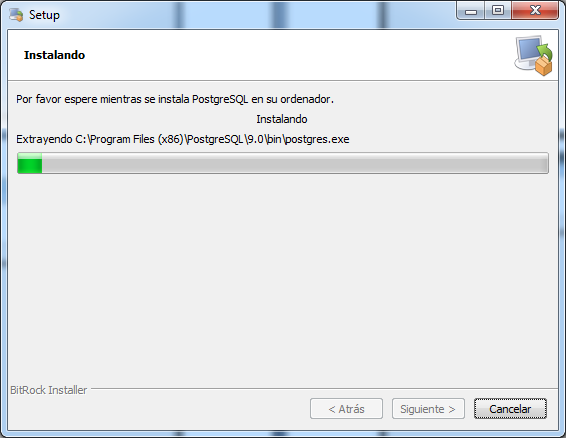 Setup
Instalando
Por favor espere mientras se instala PostgreSQL en su ordenador.
Instalando
Extrayendo C:\Program Files (x86)\PostgreSQL\9.0\bin\postgres.exe
BitRock Installer
< Atrás
Siguiente >
Cancelar